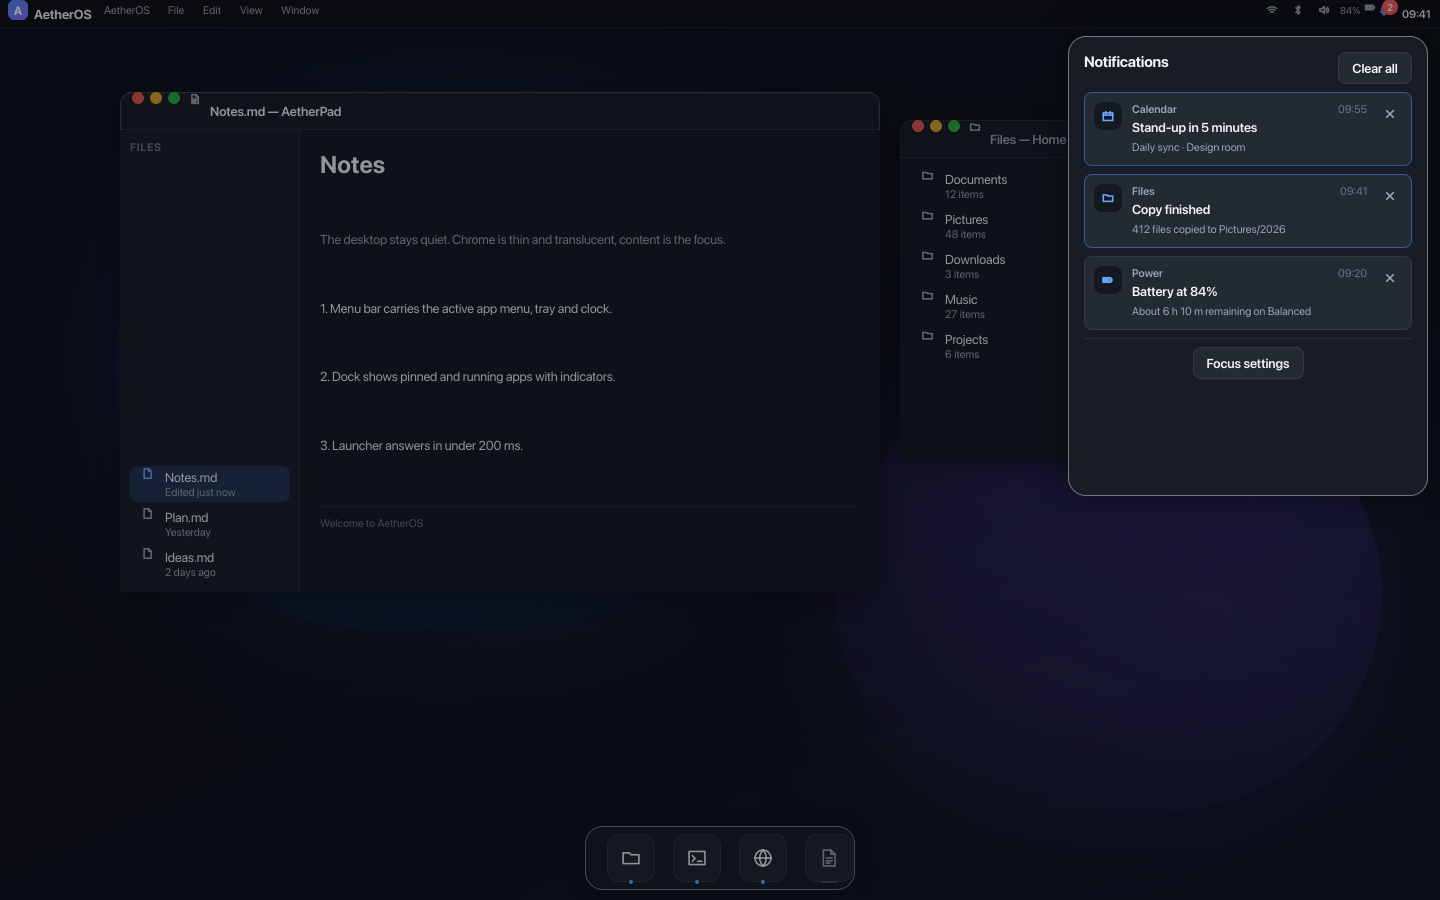 A AetherOS AetherOS File Edit View Window 84% 2 09:41
Notes.md — AetherPad
FILES
Notes.md
Edited just now
Plan.md
Yesterday
Ideas.md
2 days ago
Notes
The desktop stays quiet. Chrome is thin and translucent, content is the focus.
1. Menu bar carries the active app menu, tray and clock.
2. Dock shows pinned and running apps with indicators.
3. Launcher answers in under 200 ms.
Welcome to AetherOS
Files — Home
Documents
12 items
Pictures
48 items
Downloads
3 items
Music
27 items
Projects
6 items
Notifications
Clear all
Calendar 09:55
Stand-up in 5 minutes
Daily sync · Design room
Files 09:41
Copy finished
412 files copied to Pictures/2026
Power 09:20
Battery at 84%
About 6 h 10 m remaining on Balanced
Focus settings